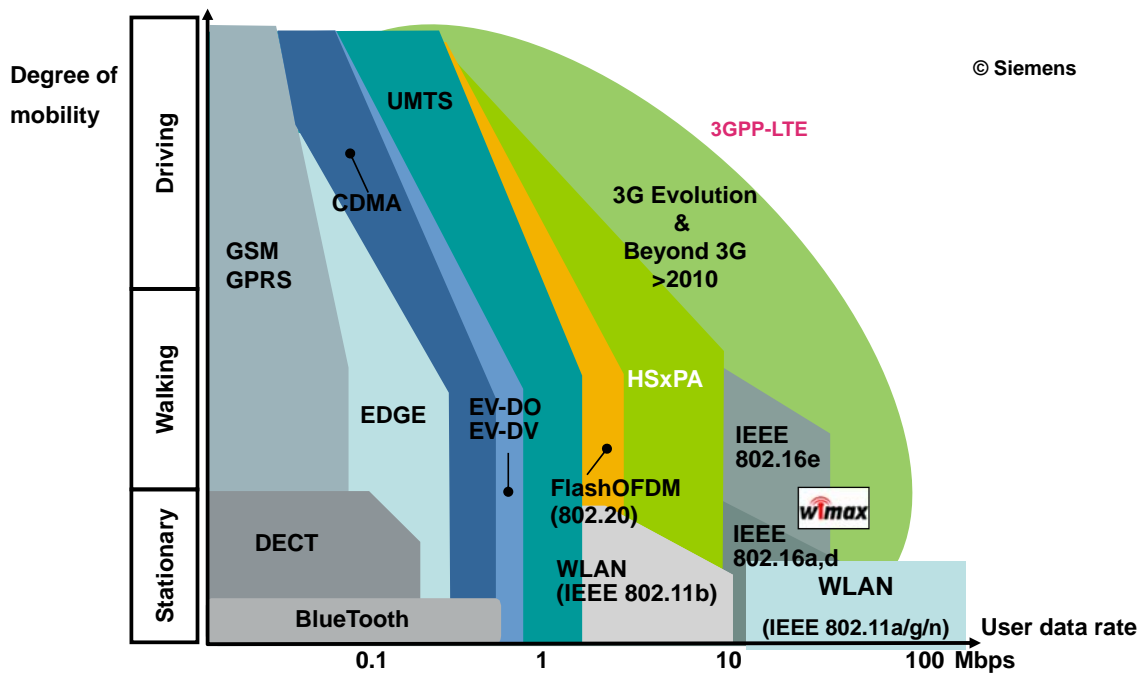 Degree of
mobility
Driving
Walking
Stationary
© Siemens
UMTS
3GPP-LTE
CDMA
3G Evolution
&
Beyond 3G
>2010
GSM
GPRS
HSxPA
EDGE
EV-DO
EV-DV
IEEE
802.16e
FlashOFDM
(802.20)
wimax
DECT
IEEE
802.16a,d
WLAN
(IEEE 802.11b)
WLAN
(IEEE 802.11a/g/n)
BlueTooth
User data rate
0.1
1
10
100 Mbps